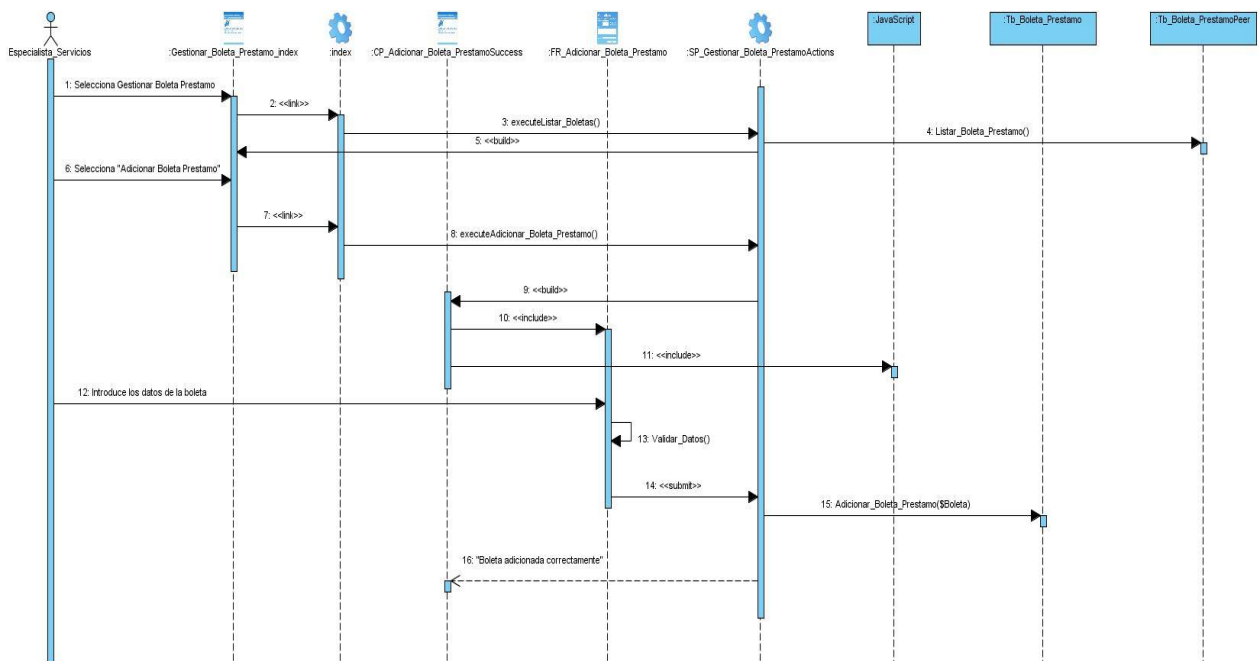 Especialista_Servicios
:Gestionar_Boleta_Prestamo_index
:index
:CP_Adicionar_Boleta_PrestamoSuccess
:FR_Adicionar_Boleta_Prestamo
:SP_Gestionar_Boleta_PrestamoActions
:JavaScript
:Tb_Boleta_Prestamo
:Tb_Boleta_PrestamoPeer
1: Selecciona Gestionar Boleta Prestamo
2: <<link>>
3: executeListar_Boletas()
4: Listar_Boleta_Prestamo()
5: <<build>>
6: Selecciona "Adicionar Boleta Prestamo"
7: <<link>>
8: executeAdicionar_Boleta_Prestamo()
9: <<build>>
10: <<include>>
11: <<include>>
12: Introduce los datos de la boleta
13: Validar_Datos()
14: <<submit>>
15: Adicionar_Boleta_Prestamo($Boleta)
16: "Boleta adicionada correctamente"